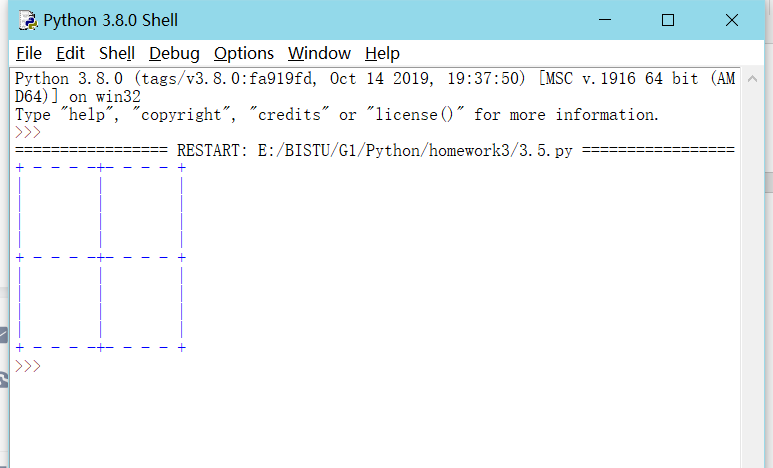 Python 3.8.0 Shell
File Edit Shell Debug Options Window Help
Python 3.8.0 (tags/v3.8.0:fa919fd, Oct 14 2019, 19:37:50) [MSC v.1916 64 bit (AM
D64)] on win32
Type "help", "copyright", "credits" or "license()" for more information.
>>>
================= RESTART: E:/BISTU/G1/Python/homework3/3.5.py =================
+ - - - -+- - - - +
|        |        |
|        |        |
|        |        |
|        |        |
+ - - - -+- - - - +
|        |        |
|        |        |
|        |        |
|        |        |
+ - - - -+- - - - +
>>>